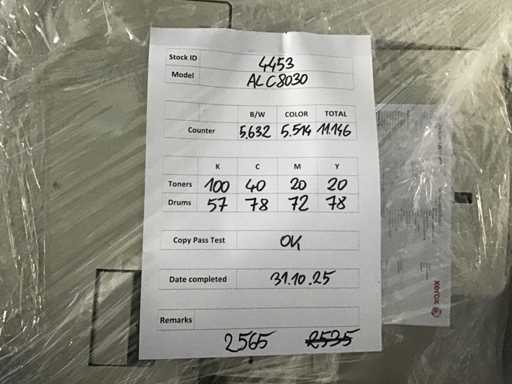 Stock ID 4453
Model ALC8030
B/W COLOR TOTAL
Counter 5,632 5.514 11.146
K C M Y
Toners 100 40 20 20
Drums 57 78 72 78
Copy Pass Test OK
Date completed 31.10.25
Remarks
2565 2535
xerox